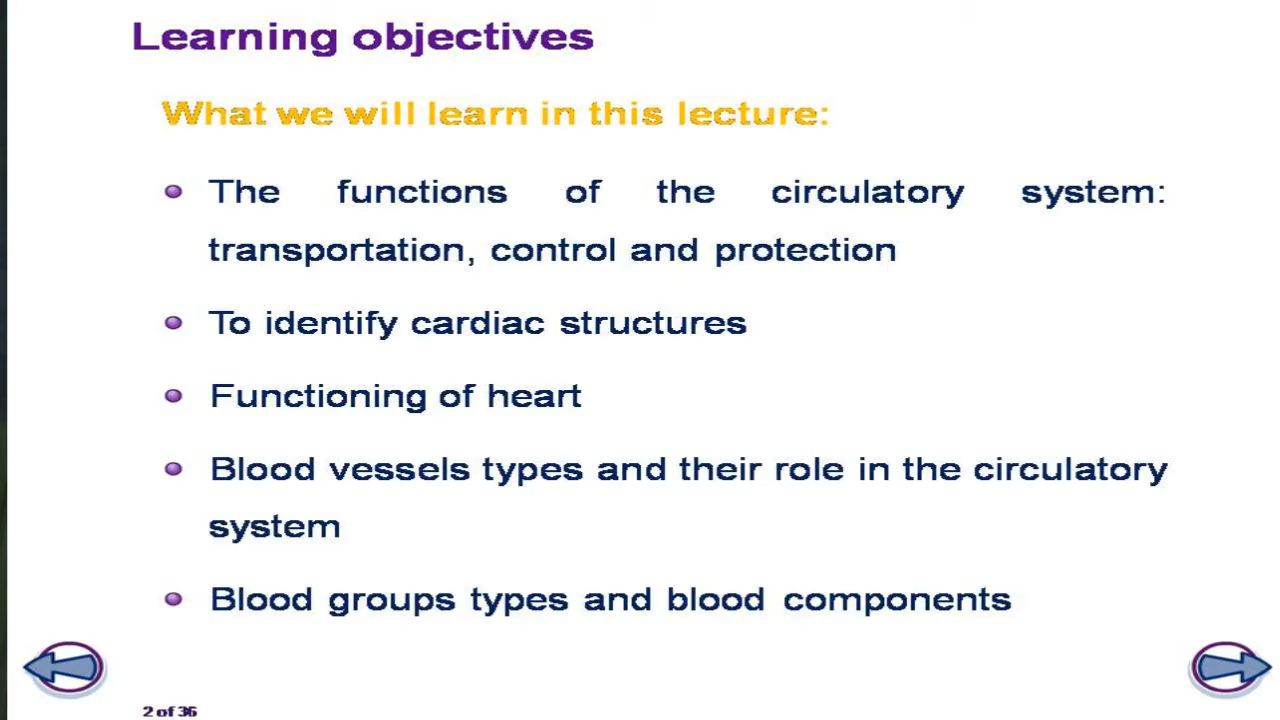 Learning objectives
What we will learn in this lecture:
The functions of the circulatory system:
transportation, control and protection
To identify cardiac structures
Functioning of heart
Blood vessels types and their role in the circulatory
system
Blood groups types and blood components
2 of 36